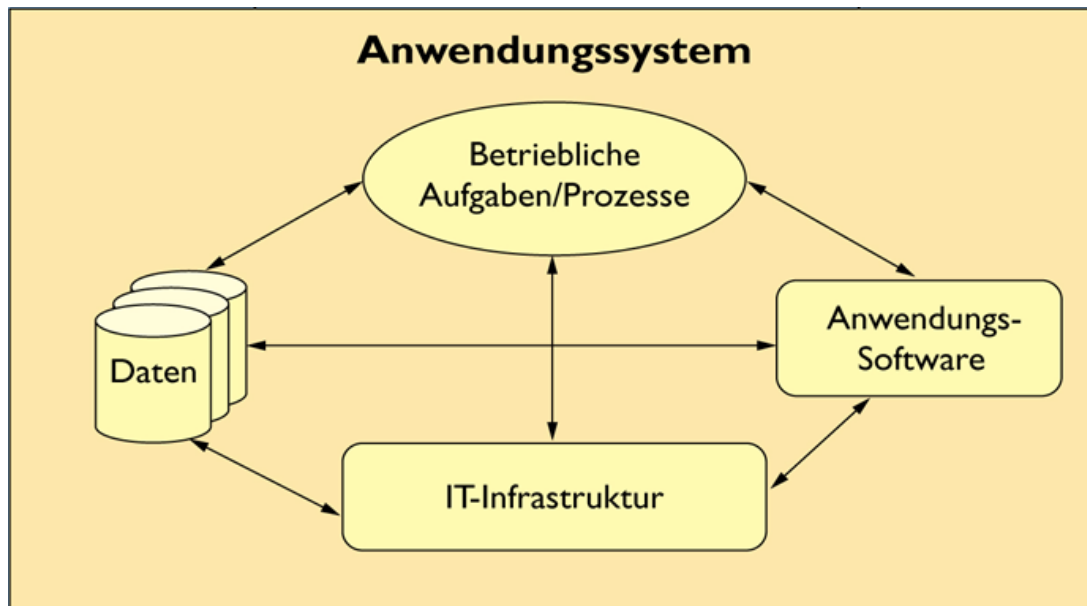 Anwendungssystem
Betriebliche
Aufgaben/Prozesse
Anwendungs-
Software
Daten
IT-Infrastruktur